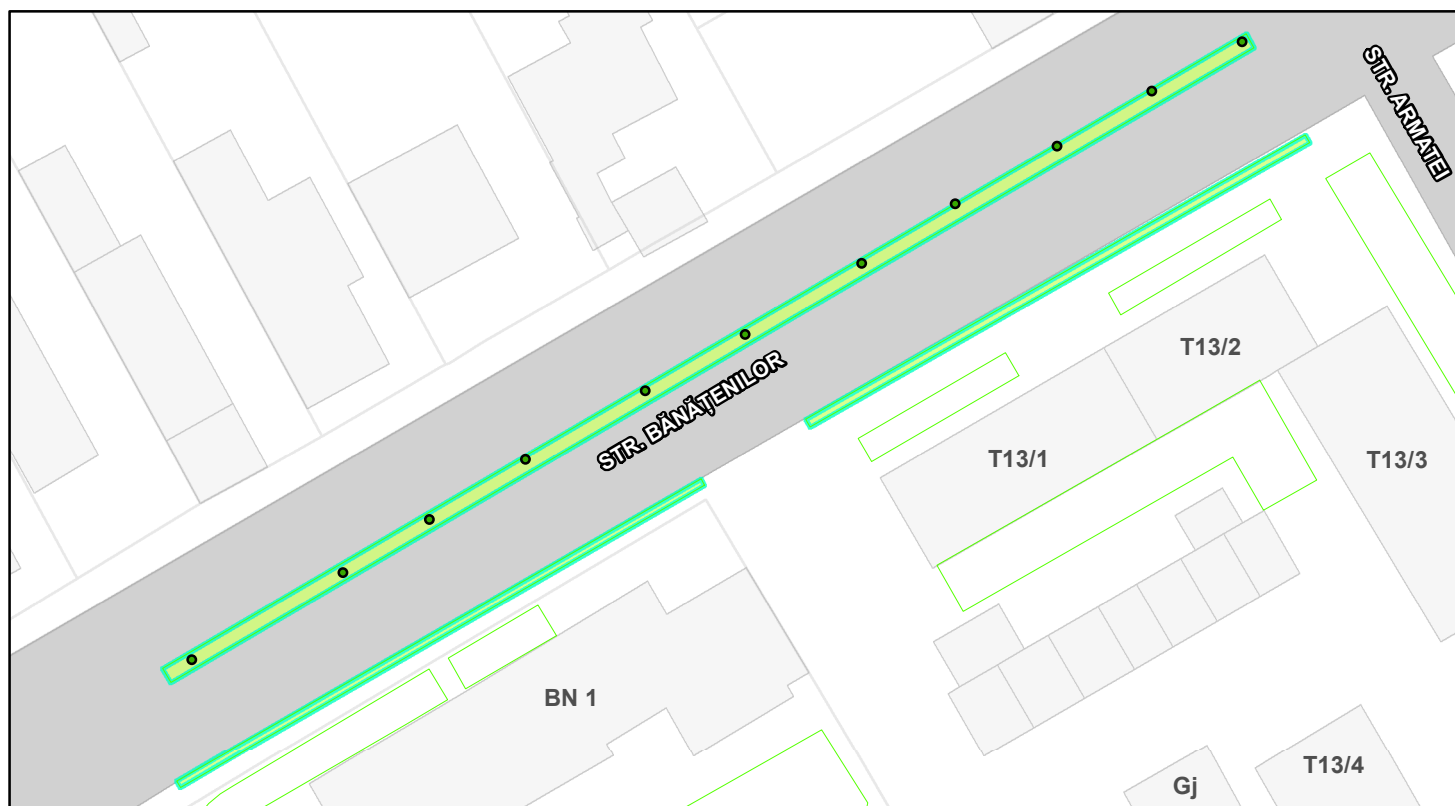 STR. ARMATEI
STR. BĂNĂȚENILOR
T13/2
T13/1
T13/3
BN 1
T13/4
Gj